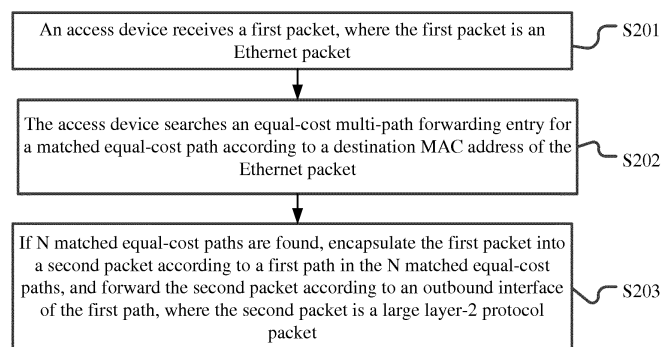 An access device receives a first packet, where the first packet is an
Ethernet packet
S201
The access device searches an equal-cost multi-path forwarding entry for
a matched equal-cost path according to a destination MAC address of the
Ethernet packet
S202
If N matched equal-cost paths are found, encapsulate the first packet into
a second packet according to a first path in the N matched equal-cost
paths, and forward the second packet according to an outbound interface
of the first path, where the second packet is a large layer-2 protocol
packet
S203